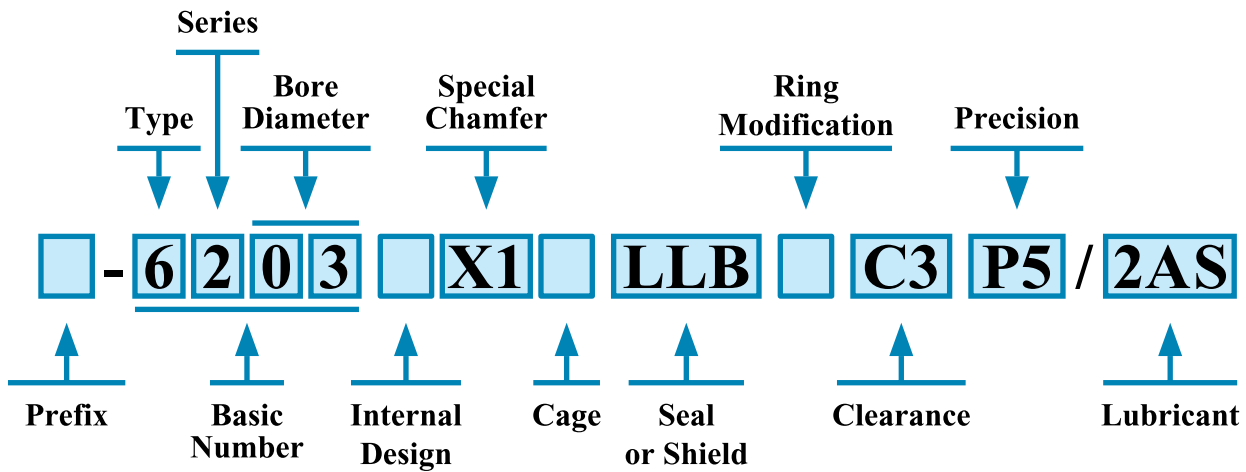 Series
Bore
Diameter
Special
Chamfer
Ring
Modification
Type
Precision
- 6 2 0 3 X1 LLB C3 P5 / 2AS
Prefix
Basic
Number
Internal
Design
Cage
Seal
or Shield
Clearance
Lubricant